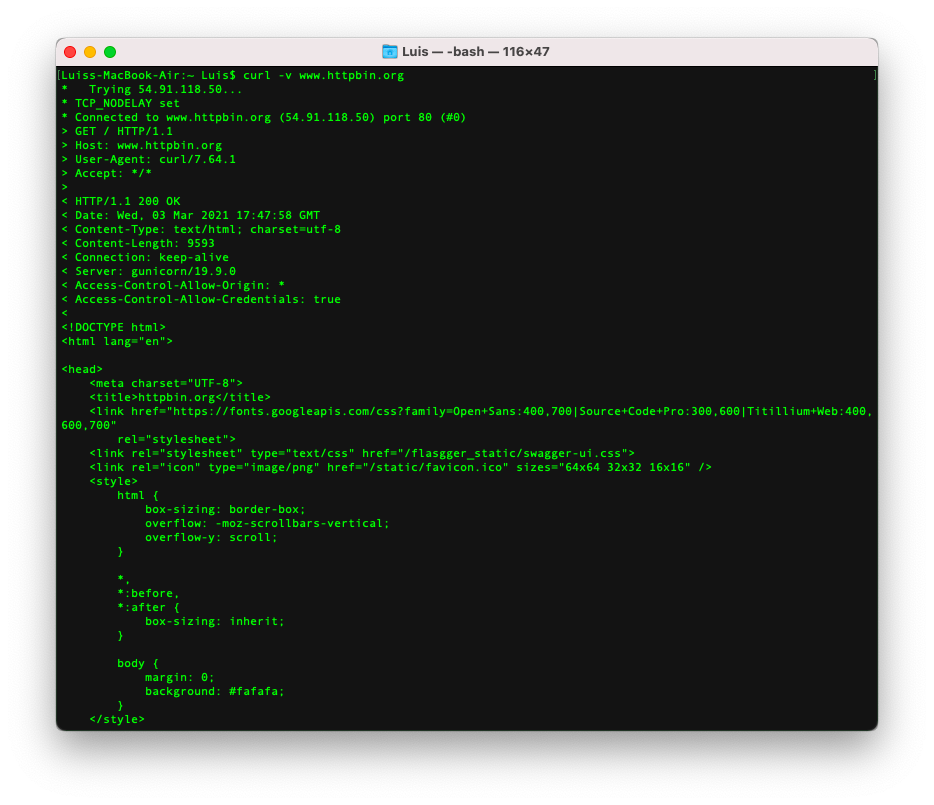 Luis — -bash — 116×47
[Luiss-MacBook-Air:~ Luis$ curl -v www.httpbin.org ]
*   Trying 54.91.118.50...
* TCP_NODELAY set
* Connected to www.httpbin.org (54.91.118.50) port 80 (#0)
> GET / HTTP/1.1
> Host: www.httpbin.org
> User-Agent: curl/7.64.1
> Accept: */*
>
< HTTP/1.1 200 OK
< Date: Wed, 03 Mar 2021 17:47:58 GMT
< Content-Type: text/html; charset=utf-8
< Content-Length: 9593
< Connection: keep-alive
< Server: gunicorn/19.9.0
< Access-Control-Allow-Origin: *
< Access-Control-Allow-Credentials: true
<
<!DOCTYPE html>
<html lang="en">

<head>
    <meta charset="UTF-8">
    <title>httpbin.org</title>
    <link href="https://fonts.googleapis.com/css?family=Open+Sans:400,700|Source+Code+Pro:300,600|Titillium+Web:400,
600,700"
        rel="stylesheet">
    <link rel="stylesheet" type="text/css" href="/flasgger_static/swagger-ui.css">
    <link rel="icon" type="image/png" href="/static/favicon.ico" sizes="64x64 32x32 16x16" />
    <style>
        html {
            box-sizing: border-box;
            overflow: -moz-scrollbars-vertical;
            overflow-y: scroll;
        }

        *,
        *:before,
        *:after {
            box-sizing: inherit;
        }

        body {
            margin: 0;
            background: #fafafa;
        }
    </style>